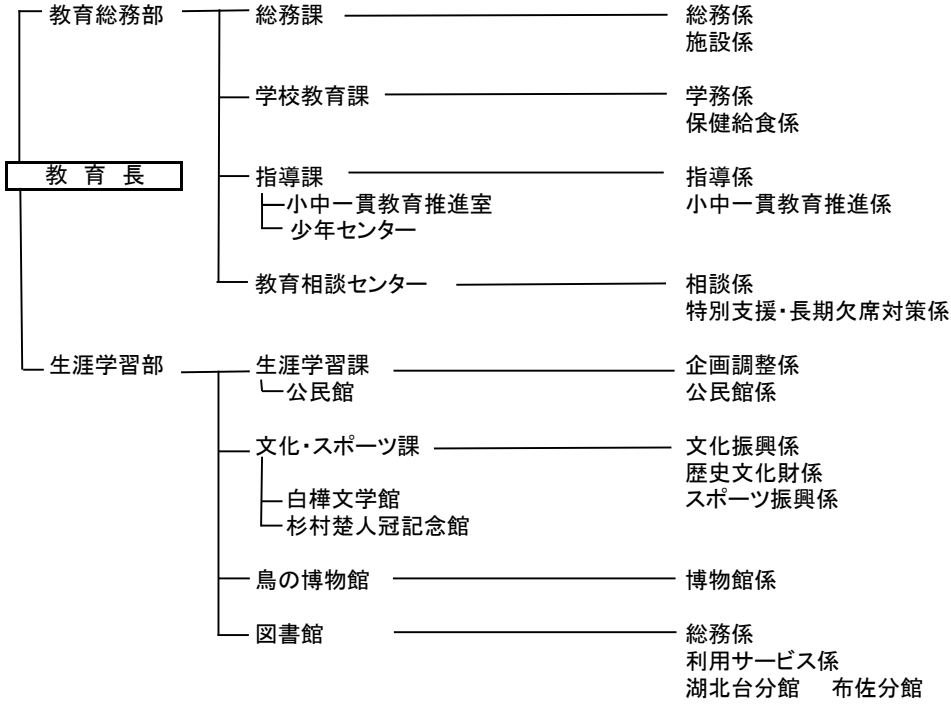 教育総務部 総務課 総務係
施設係
学校教育課 学務係
保健給食係
教 育 長 指導課 指導係
小中一貫教育推進室 小中一貫教育推進係
少年センター
教育相談センター 相談係
特別支援・長期欠席対策係
生涯学習部 生涯学習課 企画調整係
公民館 公民館係
文化・スポーツ課 文化振興係
歴史文化財係
白樺文学館 スポーツ振興係
杉村楚人冠記念館
鳥の博物館 博物館係
図書館 総務係
利用サービス係
湖北台分館 布佐分館